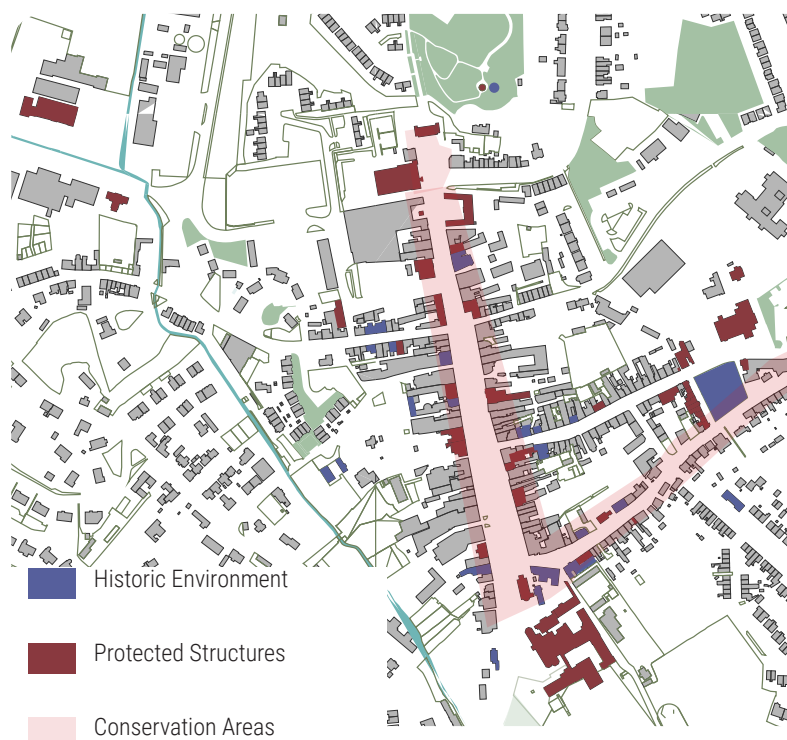 Historic Environment
Protected Structures
Conservation Areas